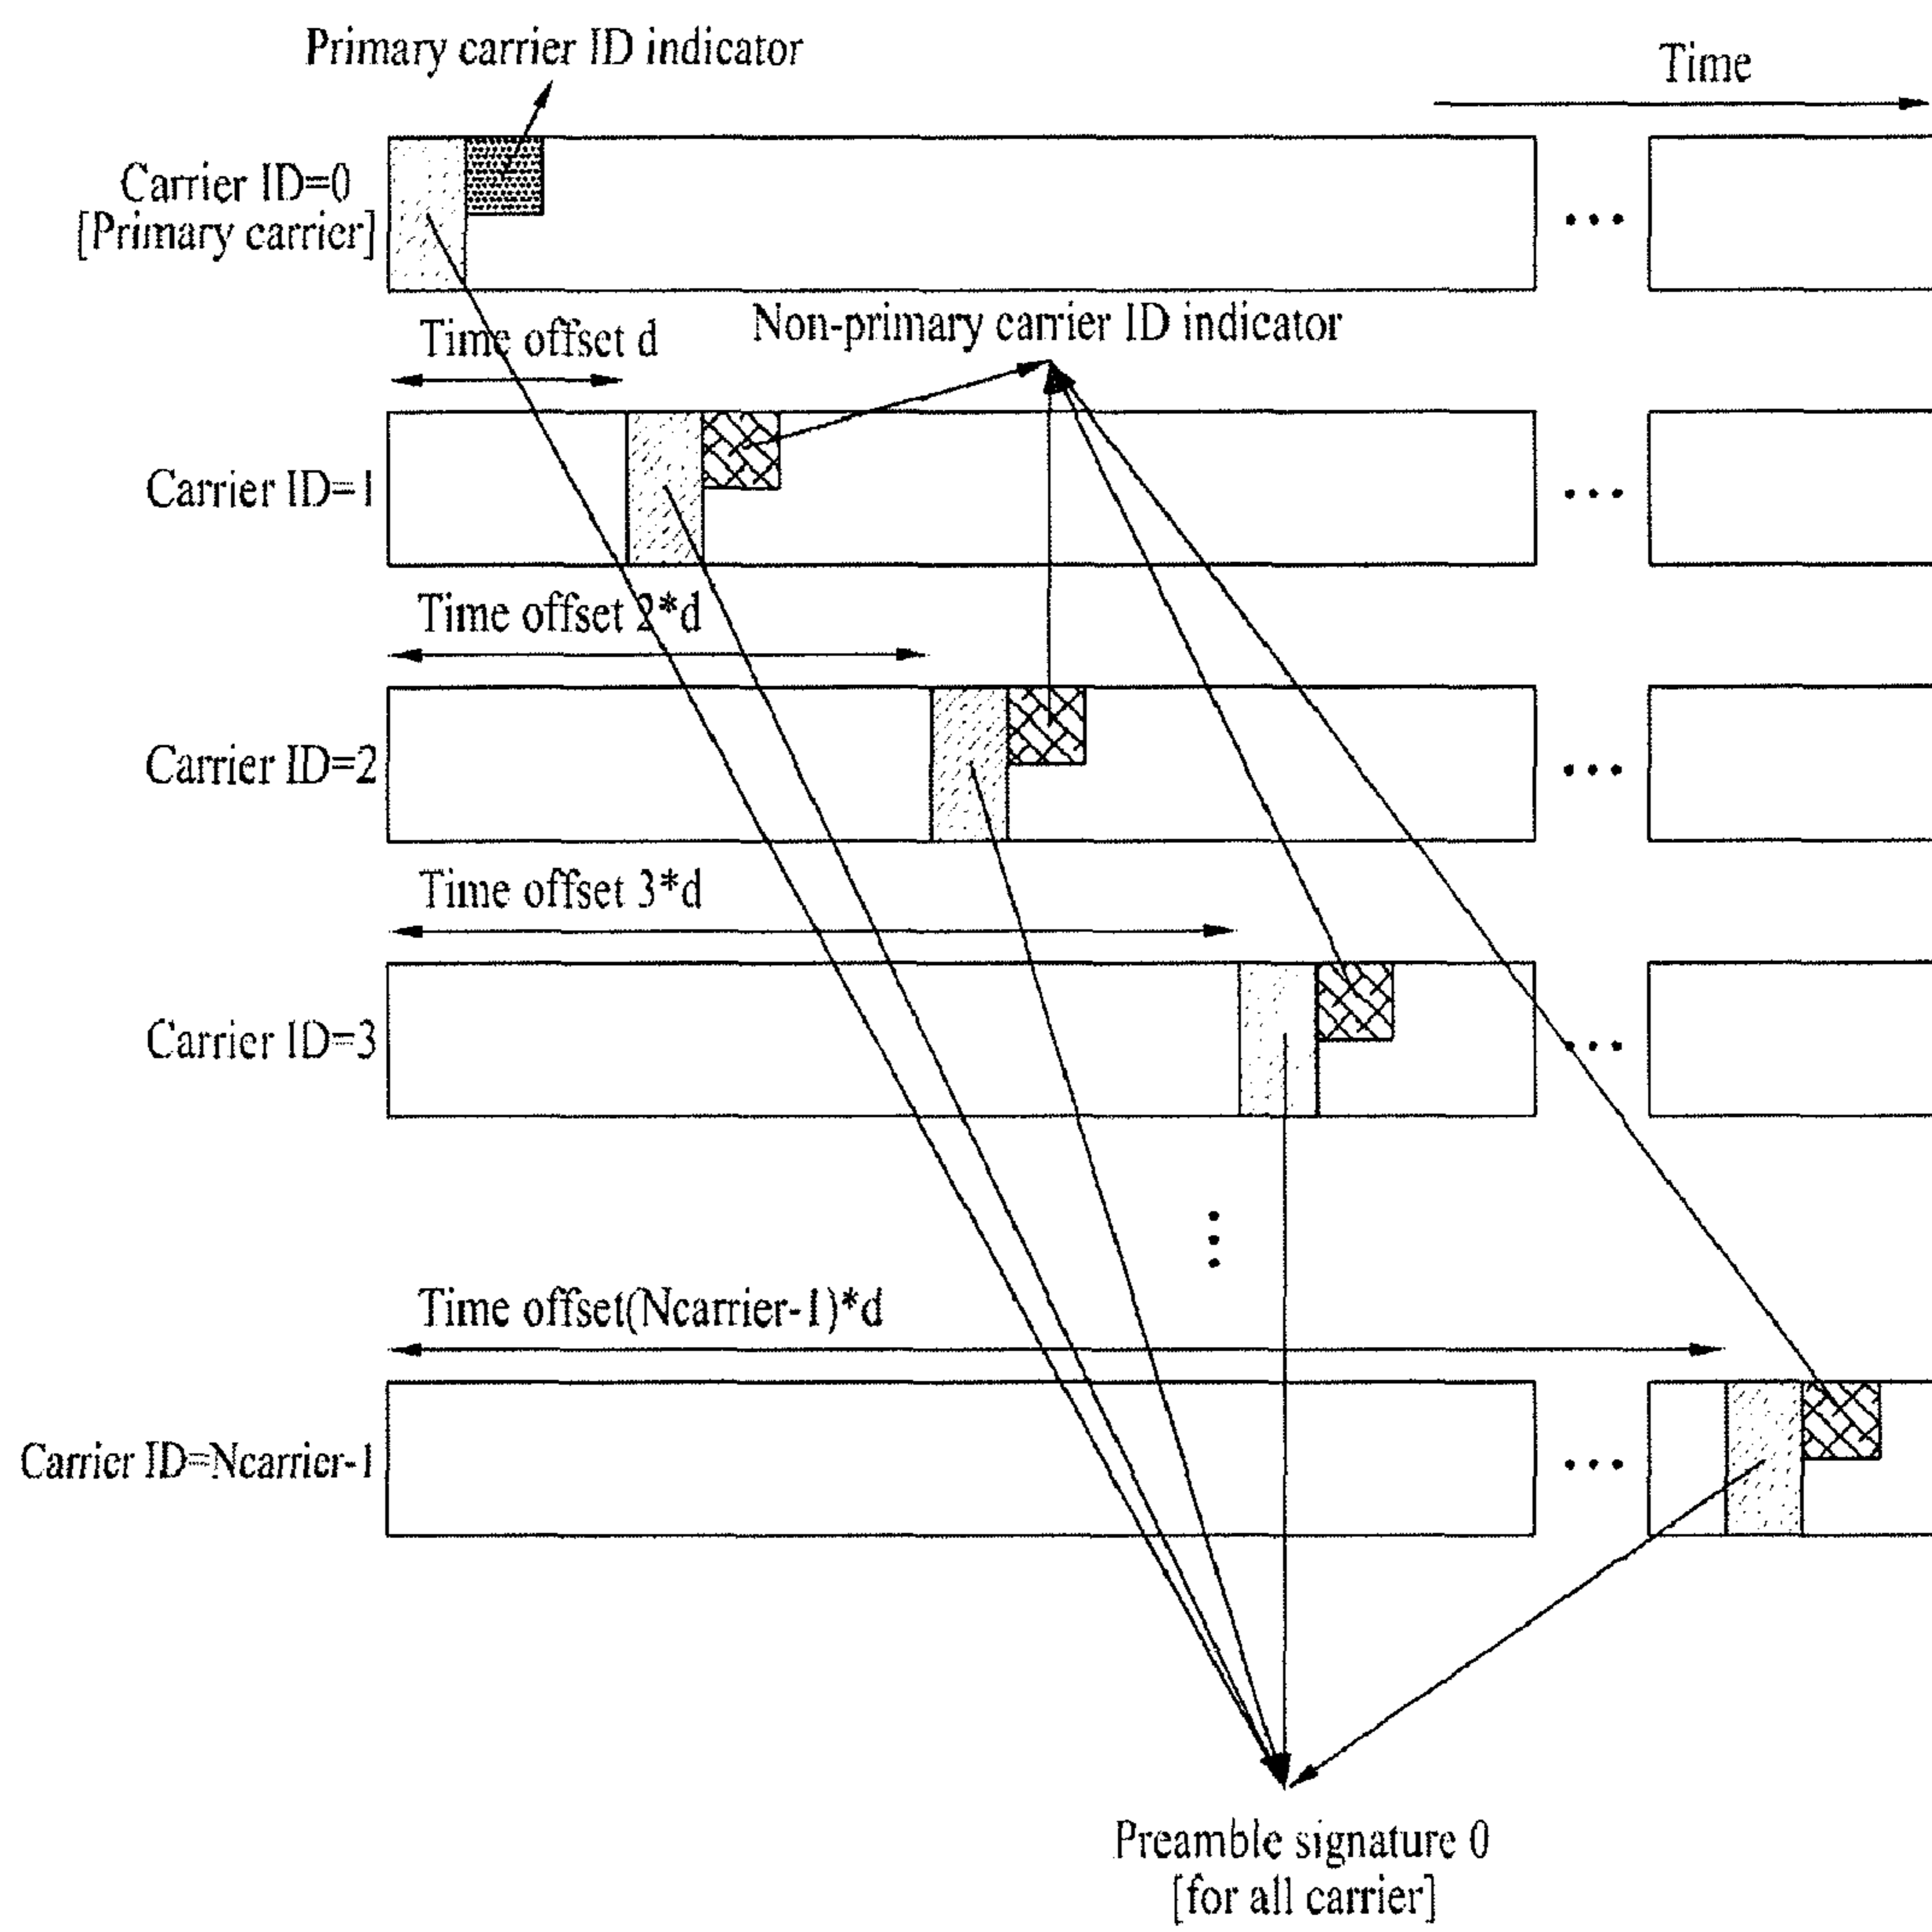 Primary carrier ID indicator
Time
Carrier ID=0
[Primary carrier]
Time offset d
Non-primary carrier ID indicator
Carrier ID=1
Time offset 2*d
Carrier ID=2
Time offset 3*d
Carrier ID=3
Time offset(Ncarrier-1)*d
Carrier ID=Ncarrier-1
Preamble signature 0
[for all carrier]